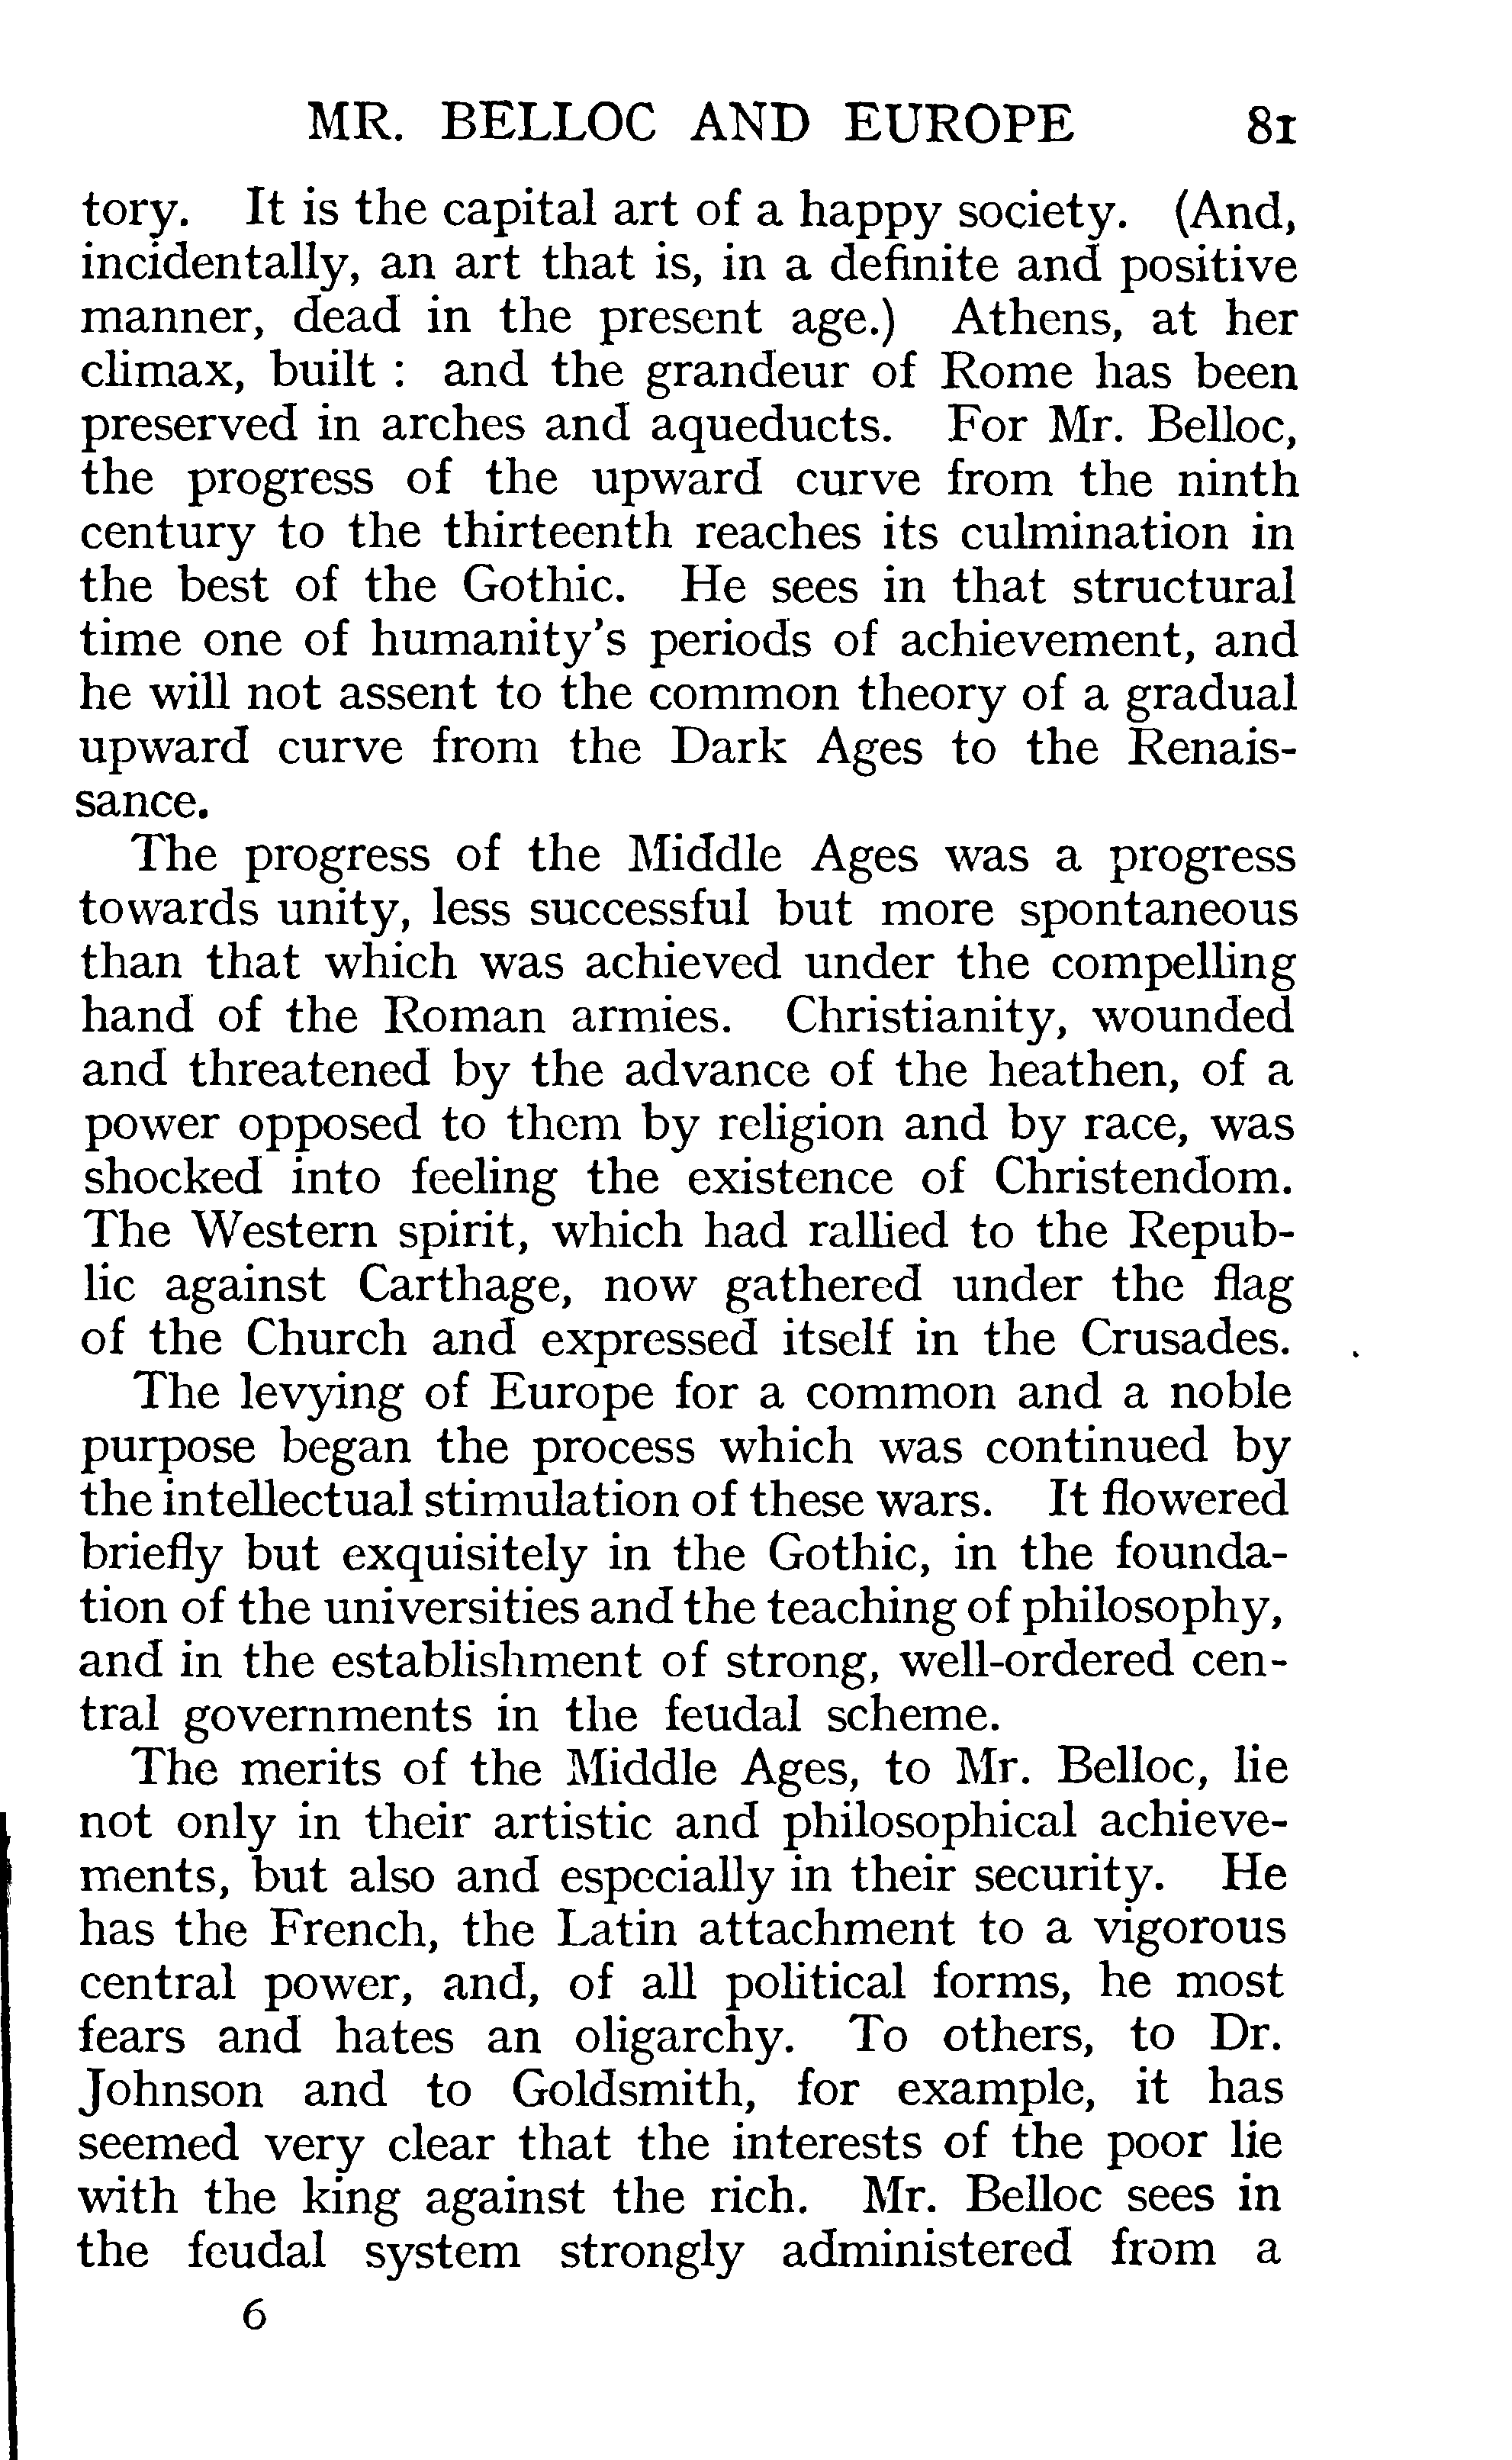 MR. BELLOC AND EUROPE 81
tory. It is the capital art of a happy society. (And,
incidentally, an art that is, in a definite and positive
manner, dead in the present age.) Athens, at her
climax, built : and the grandeur of Rome has been
preserved in arches and aqueducts. For Mr. Belloc,
the progress of the upward curve from the ninth
century to the thirteenth reaches its culmination in
the best of the Gothic. He sees in that structural
time one of humanity's periods of achievement, and
he will not assent to the common theory of a gradual
upward curve from the Dark Ages to the Renais-
sance.
The progress of the Middle Ages was a progress
towards unity, less successful but more spontaneous
than that which was achieved under the compelling
hand of the Roman armies. Christianity, wounded
and threatened by the advance of the heathen, of a
power opposed to them by religion and by race, was
shocked into feeling the existence of Christendom.
The Western spirit, which had rallied to the Repub-
lic against Carthage, now gathered under the flag
of the Church and expressed itself in the Crusades.
The levying of Europe for a common and a noble
purpose began the process which was continued by
the intellectual stimulation of these wars. It flowered
briefly but exquisitely in the Gothic, in the founda-
tion of the universities and the teaching of philosophy,
and in the establishment of strong, well-ordered cen-
tral governments in the feudal scheme.
The merits of the Middle Ages, to Mr. Belloc, lie
not only in their artistic and philosophical achieve-
ments, but also and especially in their security. He
has the French, the Latin attachment to a vigorous
central power, and, of all political forms, he most
fears and hates an oligarchy. To others, to Dr.
Johnson and to Goldsmith, for example, it has
seemed very clear that the interests of the poor lie
with the king against the rich. Mr. Belloc sees in
the feudal system strongly administered from a
6